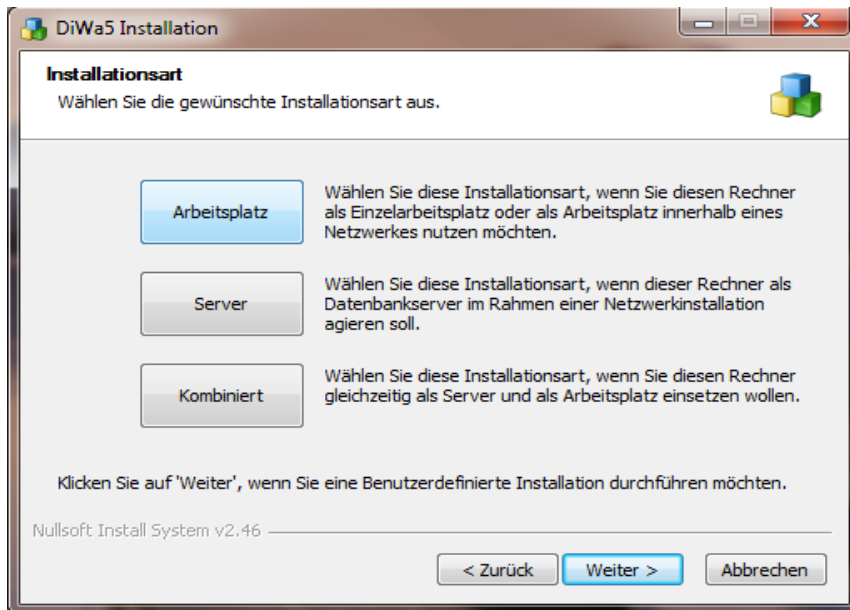 DiWa5 Installation
Installationsart
Wählen Sie die gewünschte Installationsart aus.
Arbeitsplatz
Wählen Sie diese Installationsart, wenn Sie diesen Rechner
als Einzelarbeitsplatz oder als Arbeitsplatz innerhalb eines
Netzwerkes nutzen möchten.
Server
Wählen Sie diese Installationsart, wenn dieser Rechner als
Datenbankserver im Rahmen einer Netzwerkinstallation
agieren soll.
Kombiniert
Wählen Sie diese Installationsart, wenn Sie diesen Rechner
gleichzeitig als Server und als Arbeitsplatz einsetzen wollen.
Klicken Sie auf 'Weiter', wenn Sie eine Benutzerdefinierte Installation durchführen möchten.
Nullsoft Install System v2.46
< Zurück
Weiter >
Abbrechen